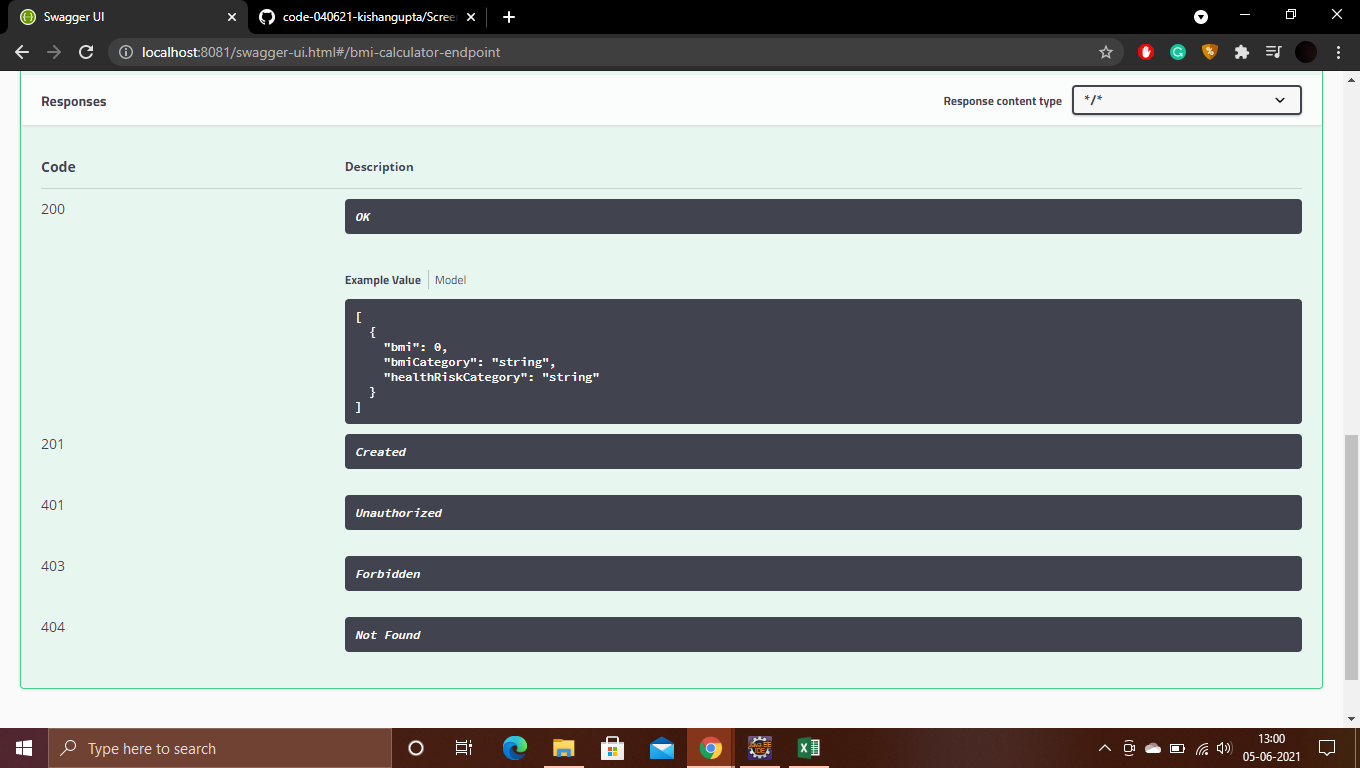 Swagger UI
code-040621-kishangupta/Screer
localhost:8081/swagger-ui.html#/bmi-calculator-endpoint
Responses
Response content type
*/*
Code
Description
200
OK
Example Value
Model
[
{
"bmi": 0,
"bmiCategory": "string",
"healthRiskCategory": "string"
}
]
201
Created
401
Unauthorized
403
Forbidden
404
Not Found
Type here to search
13:00
05-06-2021